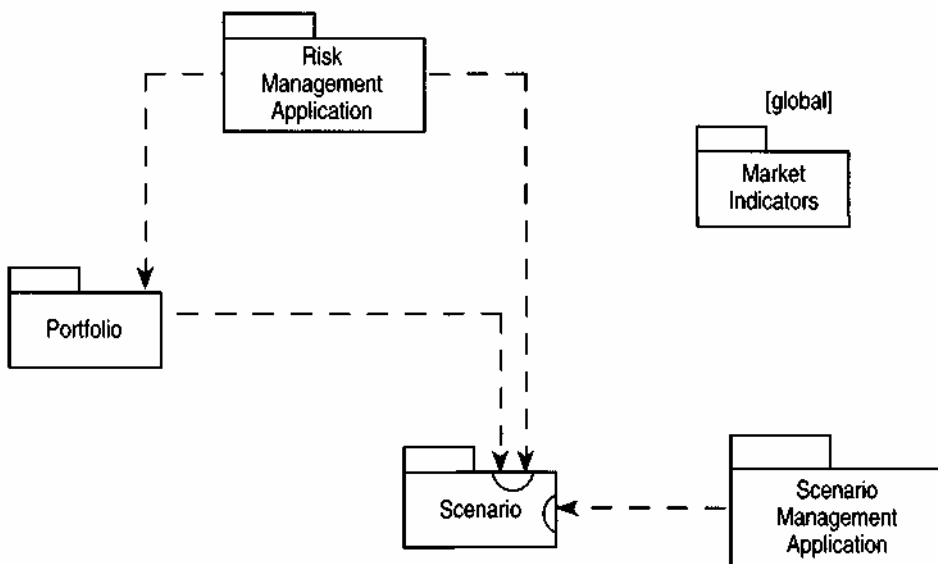 Risk
Management
Application
[global]
Market
Indicators
Portfolio
Scenario
Scenario
Management
Application